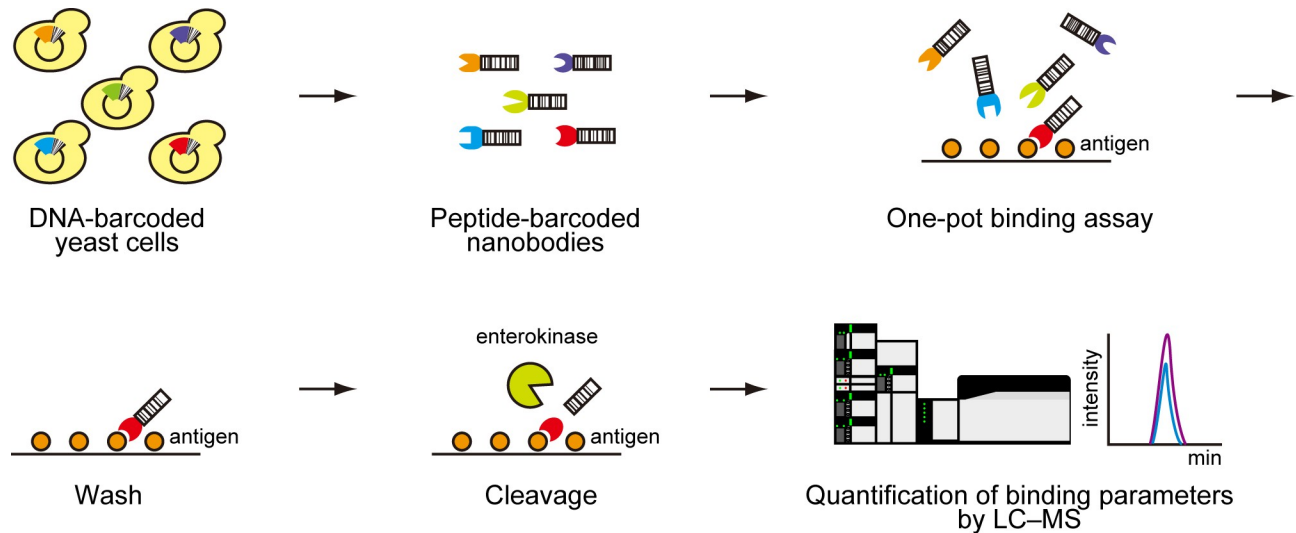 antigen
DNA-barcoded
yeast cells
Peptide-barcoded
nanobodies
One-pot binding assay
antigen
Wash
enterokinase
antigen
Cleavage
intensity
min
Quantification of binding parameters
by LC–MS